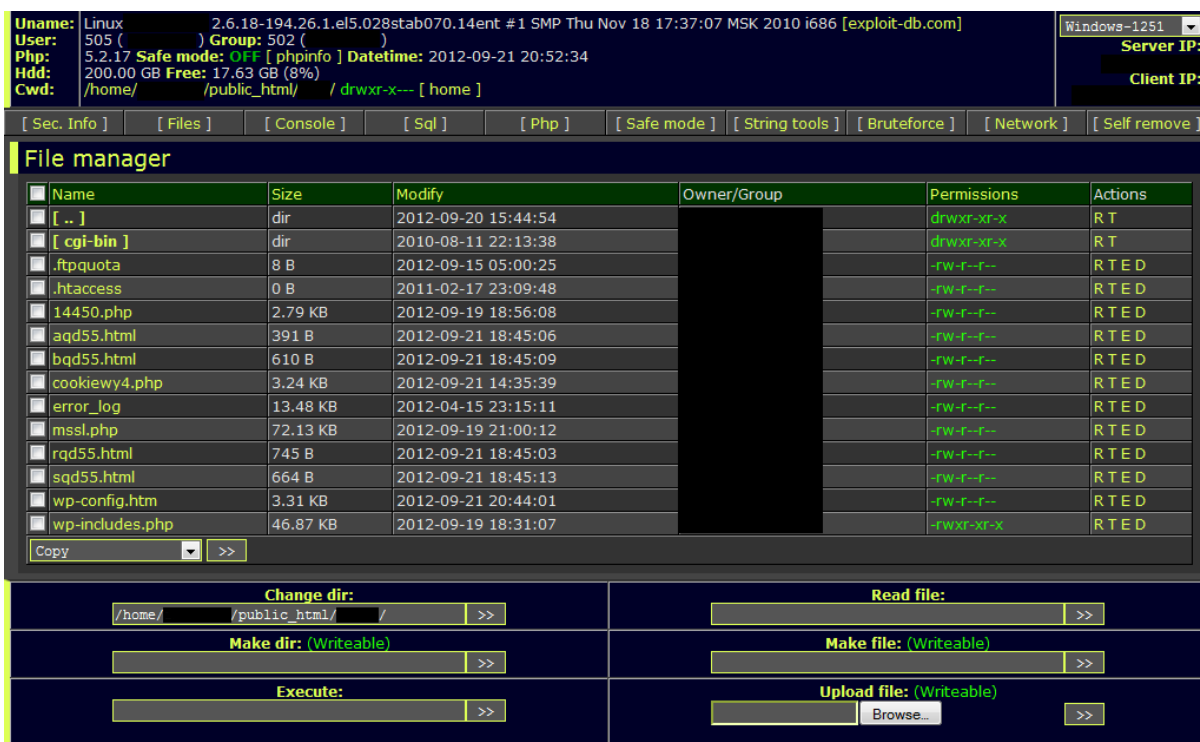 Uname: Linux 2.6.18-194.26.1.el5.028stab070.14ent #1 SMP Thu Nov 18 17:37:07 MSK 2010 i686 [exploit-db.com] Windows-1251
User: 505 ( ) Group: 502 ( ) Server IP:
Php: 5.2.17 Safe mode: OFF [ phpinfo ] Datetime: 2012-09-21 20:52:34
Hdd: 200.00 GB Free: 17.63 GB (8%) Client IP:
Cwd: /home/ /public_html/ / drwxr-x--- [ home ]
[ Sec. Info ] [ Files ] [ Console ] [ Sql ] [ Php ] [ Safe mode ] [ String tools ] [ Bruteforce ] [ Network ] [ Self remove ]
File manager
Name Size Modify Owner/Group Permissions Actions
[ .. ] dir 2012-09-20 15:44:54 drwxr-xr-x R T
[ cgi-bin ] dir 2010-08-11 22:13:38 drwxr-xr-x R T
.ftpquota 8 B 2012-09-15 05:00:25 -rw-r--r-- R T E D
.htaccess 0 B 2011-02-17 23:09:48 -rw-r--r-- R T E D
14450.php 2.79 KB 2012-09-19 18:56:08 -rw-r--r-- R T E D
aqd55.html 391 B 2012-09-21 18:45:06 -rw-r--r-- R T E D
bqd55.html 610 B 2012-09-21 18:45:09 -rw-r--r-- R T E D
cookiewy4.php 3.24 KB 2012-09-21 14:35:39 -rw-r--r-- R T E D
error_log 13.48 KB 2012-04-15 23:15:11 -rw-r--r-- R T E D
mssl.php 72.13 KB 2012-09-19 21:00:12 -rw-r--r-- R T E D
rqd55.html 745 B 2012-09-21 18:45:03 -rw-r--r-- R T E D
sqd55.html 664 B 2012-09-21 18:45:13 -rw-r--r-- R T E D
wp-config.htm 3.31 KB 2012-09-21 20:44:01 -rw-r--r-- R T E D
wp-includes.php 46.87 KB 2012-09-19 18:31:07 -rwxr-xr-x R T E D
Copy >>
Change dir: Read file:
/home/ /public_html/ / >> >>
Make dir: (Writeable) Make file: (Writeable)
>> >>
Execute: Upload file: (Writeable)
>> Browse... >>